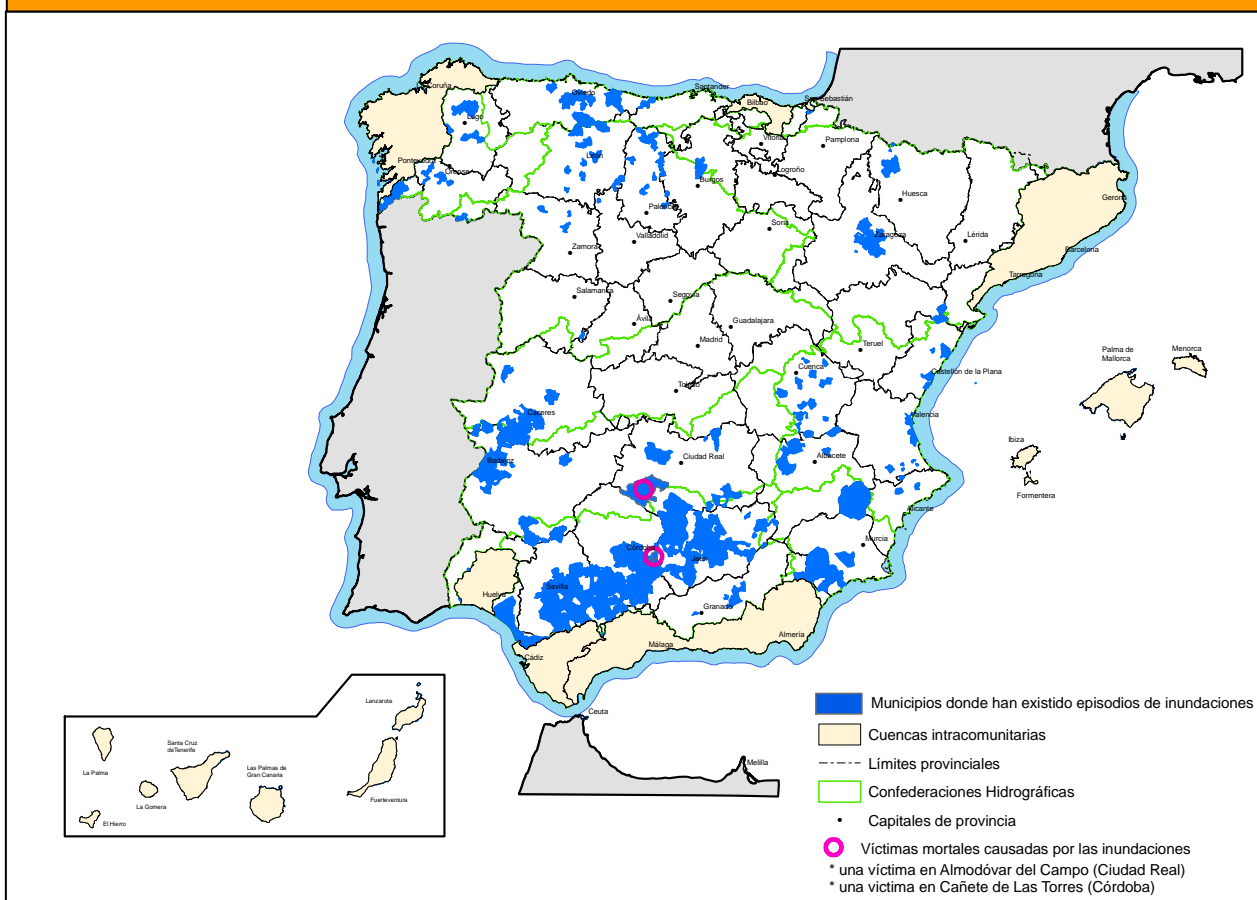 La Coruña
Oviedo
Santander
Bilbao
San Sebastián
Lugo
Vitoria
Pamplona
Pontevedra
Orense
León
Logroño
Burgos
Huesca
Gerona
Palencia
Soria
Zaragoza
Lérida
Zamora
Valladolid
Barcelona
Tarragona
Salamanca
Segovia
Ávila
Guadalajara
Madrid
Teruel
Palma de
Mallorca
Menorca
Cuenca
Castellón de la Plana
Toledo
Cáceres
Valencia
Ibiza
Badajoz
Ciudad Real
Albacete
Formentera
Alicante
Córdoba
Jaén
Murcia
Sevilla
Huelva
Granada
Almería
Málaga
Cádiz
Ceuta
Melilla
Lanzarote
Santa Cruz
deTenerife
La Palma
Las Palmas de
Gran Canaria
La Gomera
Fuerteventura
El Hierro
Municipios donde han existido episodios de inundaciones
Cuencas intracomunitarias
Límites provinciales
Confederaciones Hidrográficas
Capitales de provincia
Víctimas mortales causadas por las inundaciones
* una víctima en Almodóvar del Campo (Ciudad Real)
* una victima en Cañete de Las Torres (Córdoba)